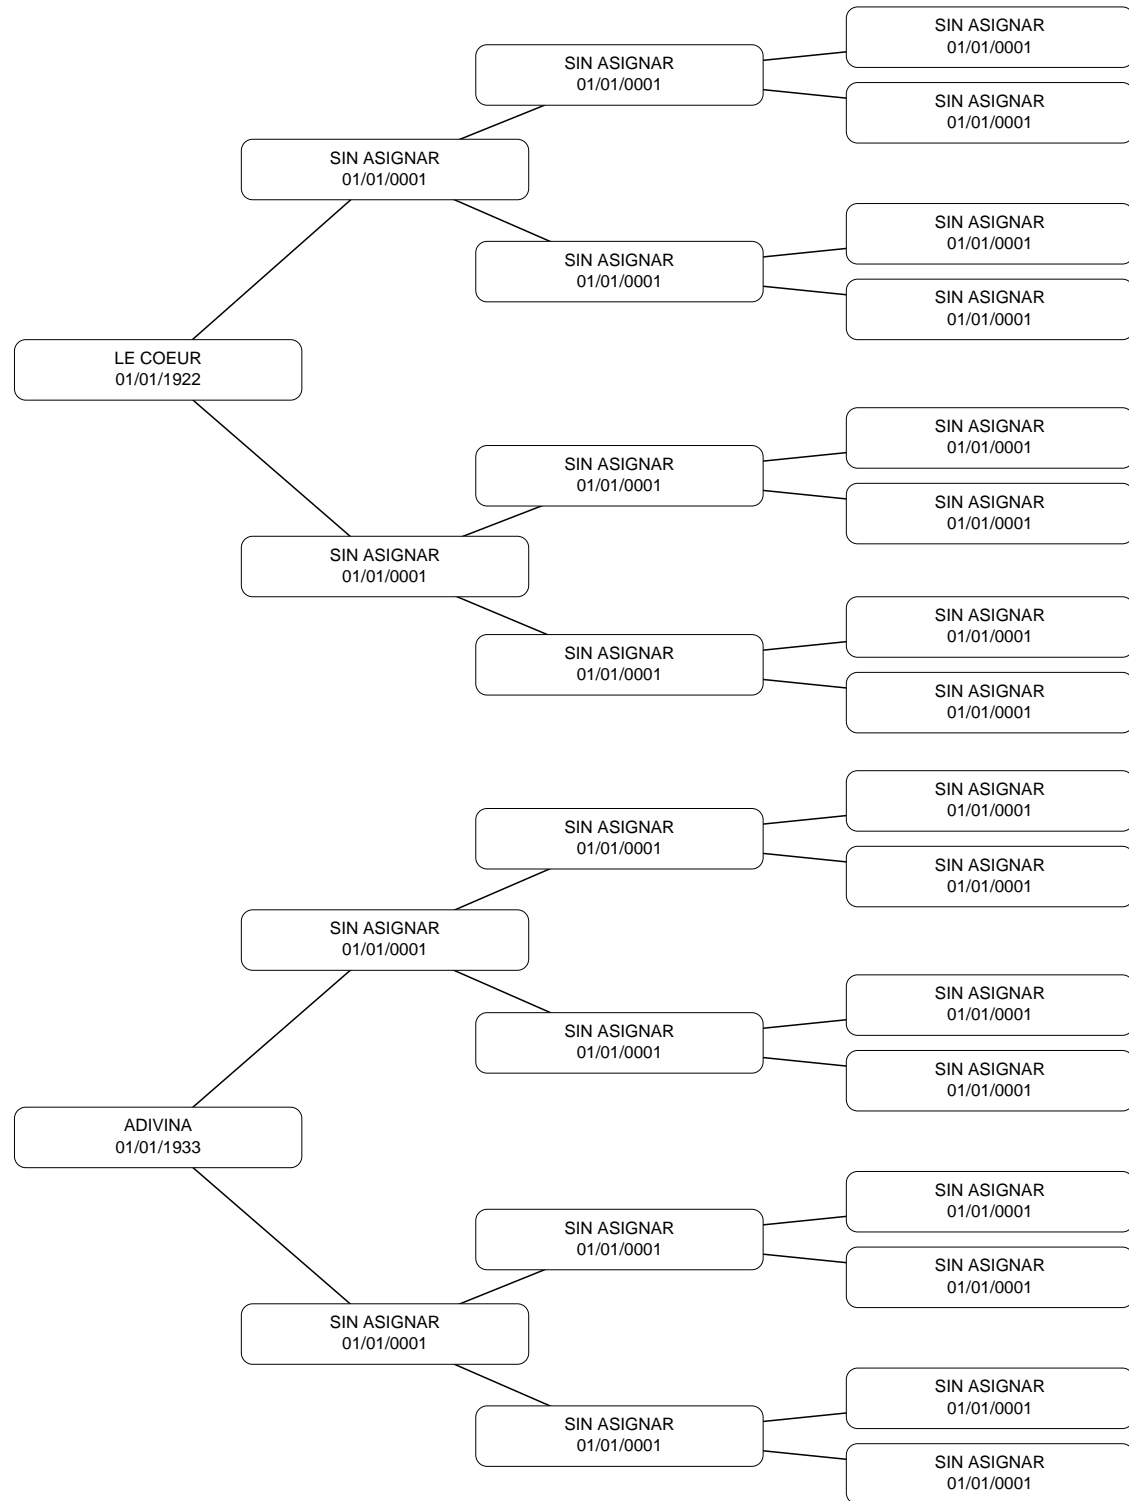 SIN ASIGNAR
01/01/0001
SIN ASIGNAR
01/01/0001
SIN ASIGNAR
01/01/0001
SIN ASIGNAR
01/01/0001
SIN ASIGNAR
01/01/0001
SIN ASIGNAR
01/01/0001
SIN ASIGNAR
01/01/0001
LE COEUR
01/01/1922
SIN ASIGNAR
01/01/0001
SIN ASIGNAR
01/01/0001
SIN ASIGNAR
01/01/0001
SIN ASIGNAR
01/01/0001
SIN ASIGNAR
01/01/0001
SIN ASIGNAR
01/01/0001
SIN ASIGNAR
01/01/0001
SIN ASIGNAR
01/01/0001
SIN ASIGNAR
01/01/0001
SIN ASIGNAR
01/01/0001
SIN ASIGNAR
01/01/0001
SIN ASIGNAR
01/01/0001
SIN ASIGNAR
01/01/0001
SIN ASIGNAR
01/01/0001
ADIVINA
01/01/1933
SIN ASIGNAR
01/01/0001
SIN ASIGNAR
01/01/0001
SIN ASIGNAR
01/01/0001
SIN ASIGNAR
01/01/0001
SIN ASIGNAR
01/01/0001
SIN ASIGNAR
01/01/0001
SIN ASIGNAR
01/01/0001
SIN ASIGNAR
01/01/0001